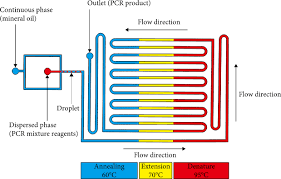 Outlet (PCR product)
Continuous phase
(mineral oil)
Flow direction
Flow direction
Droplet
Dispersed phase
(PCR mixture reagents)
Flow direction
Annealing
60°C
Extension
70°C
Denature
95°C